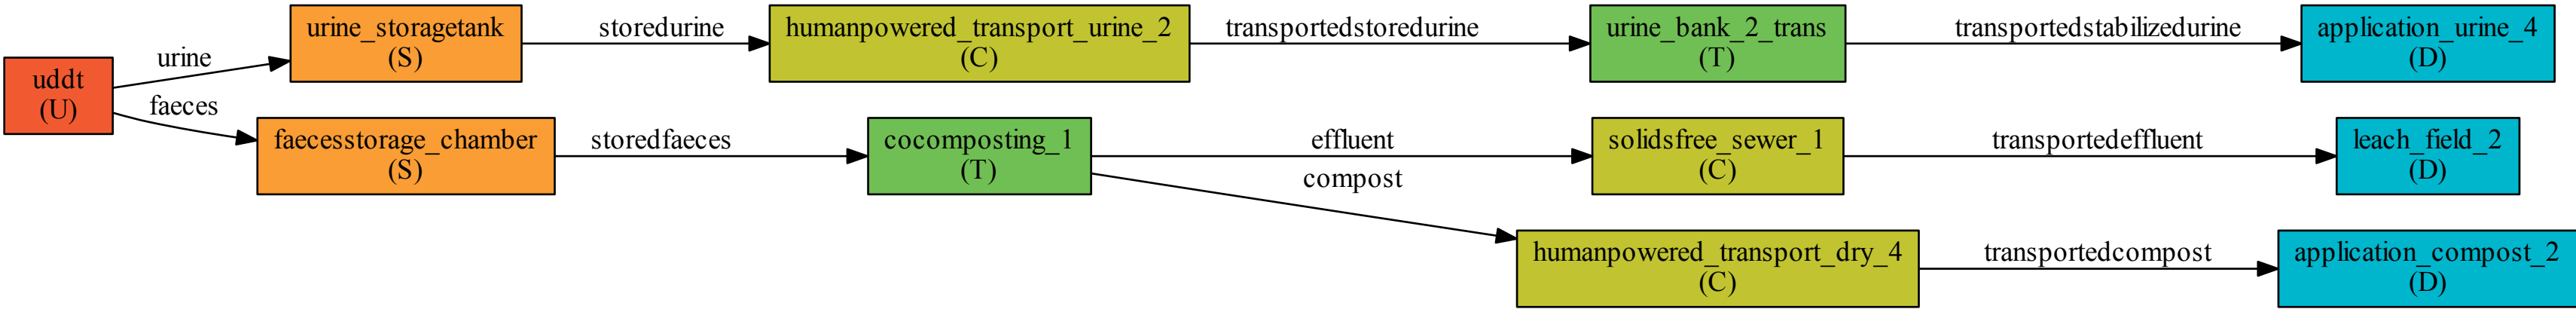 uddt
(U)
urine
faeces
urine_storagetank
(S)
storedurine
humanpowered_transport_urine_2
(C)
transportedstoredurine
urine_bank_2_trans
(T)
transportedstabilizedurine
application_urine_4
(D)
faecesstorage_chamber
(S)
storedfaeces
cocomposting_1
(T)
effluent
compost
solidsfree_sewer_1
(C)
transportedeffluent
leach_field_2
(D)
humanpowered_transport_dry_4
(C)
transportedcompost
application_compost_2
(D)